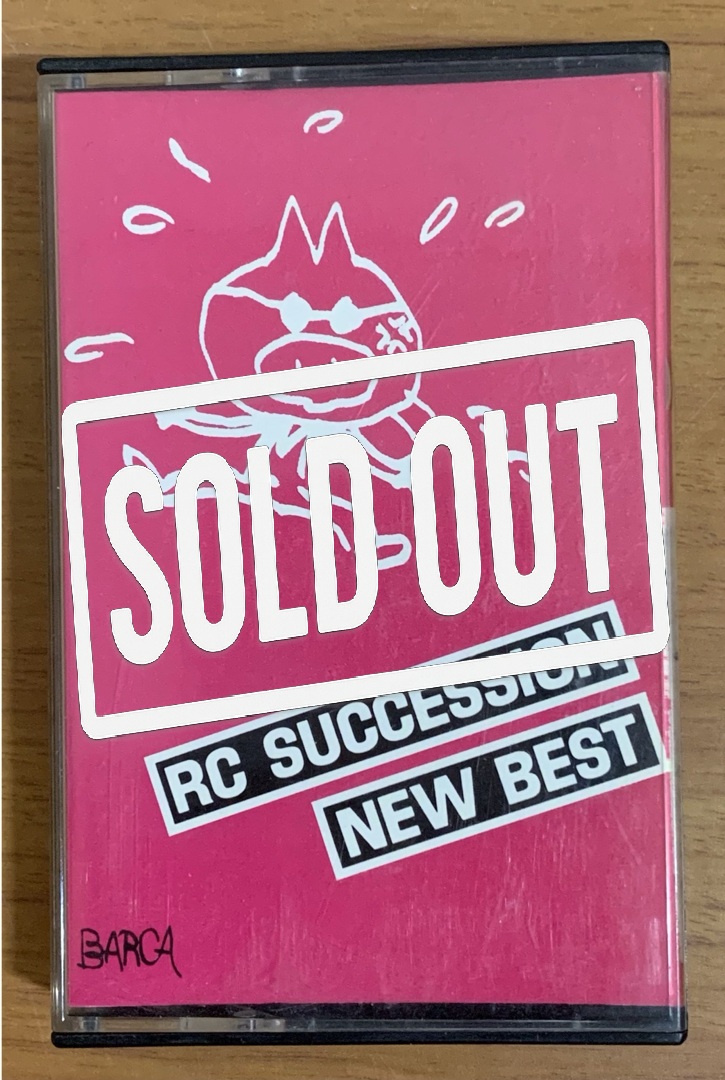 SOLD OUT
RC SUCCESSION
NEW BEST
BARCA